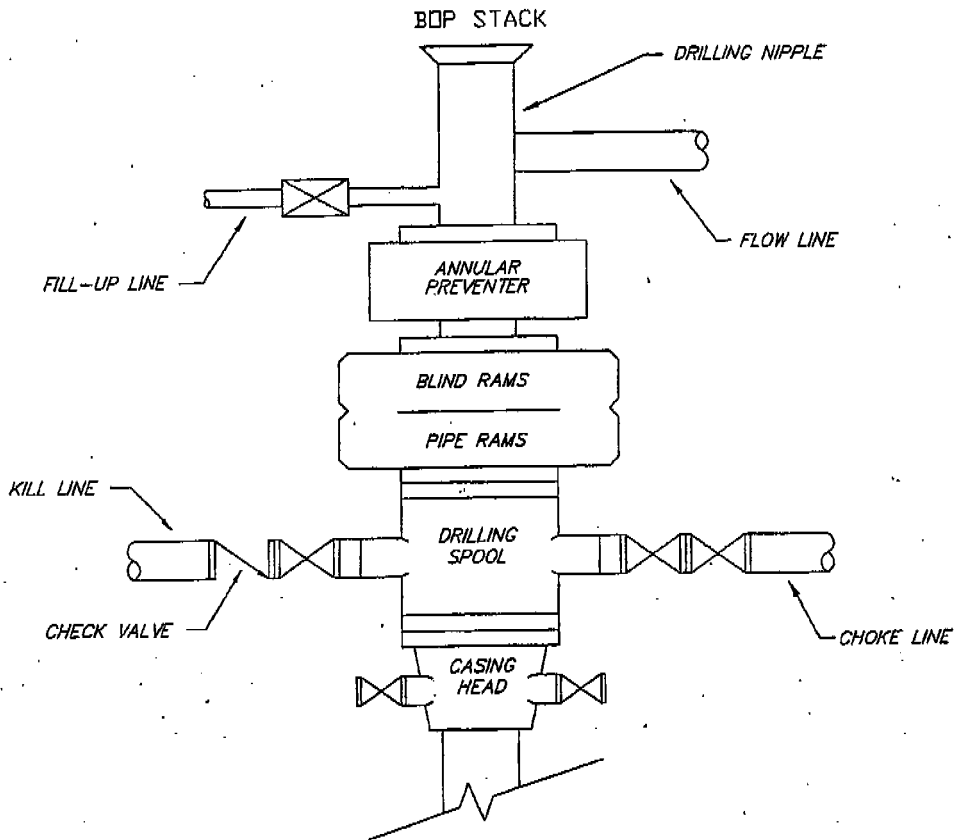 BOP STACK
DRILLING NIPPLE
FLOW LINE
FILL-UP LINE
ANNULAR
PREVENTER
BLIND RAMS
PIPE RAMS
KILL LINE
DRILLING
SPOOL
CHECK VALVE
CHOKE LINE
CASING
HEAD